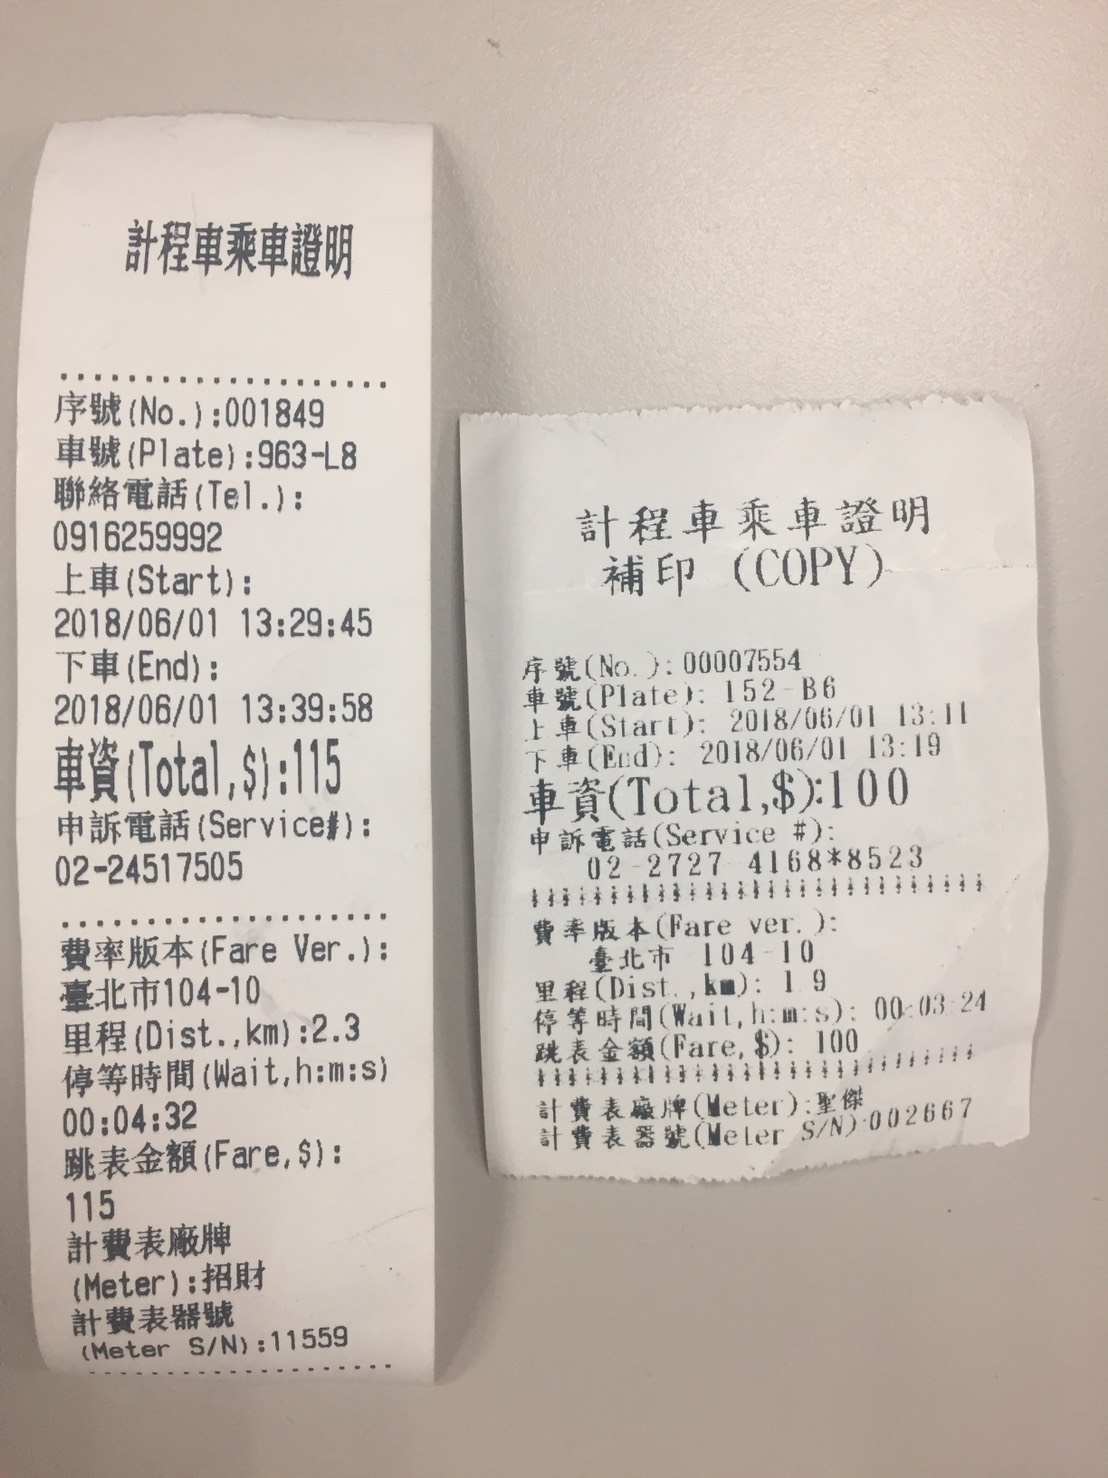 計程車乘車證明
序號(No.):001849
車號(Plate):963-L8
聯絡電話(Tel.):
0916259992
上車(Start):
2018/06/01 13:29:45
下車(End):
2018/06/01 13:39:58
車資(Total,$):115
申訴電話(Service#):
02-24517505
費率版本(Fare Ver.):
臺北市104-10
里程(Dist.,km):2.3
停等時間(Wait,h:m:s)
00:04:32
跳表金額(Fare,$):
115
計費表廠牌
(Meter):招財
計費表器號
(Meter S/N):11559
計程車乘車證明
補印 (COPY)
序號(No.):00007554
車號(Plate): 152-B6
上車(Start): 2018/06/01 13:11
下車(End): 2018/06/01 13:19
車資(Total,$):100
申訴電話(Service #):
02-2727 4168*8523
費率版本(Fare ver.):
臺北市 104-10
里程(Dist.,km): 1.9
停等時間(Wait,h:m:s): 00:03:24
跳表金額(Fare,$): 100
計費表廠牌(Meter):聖傑
計費表器號(Meter S/N):002667